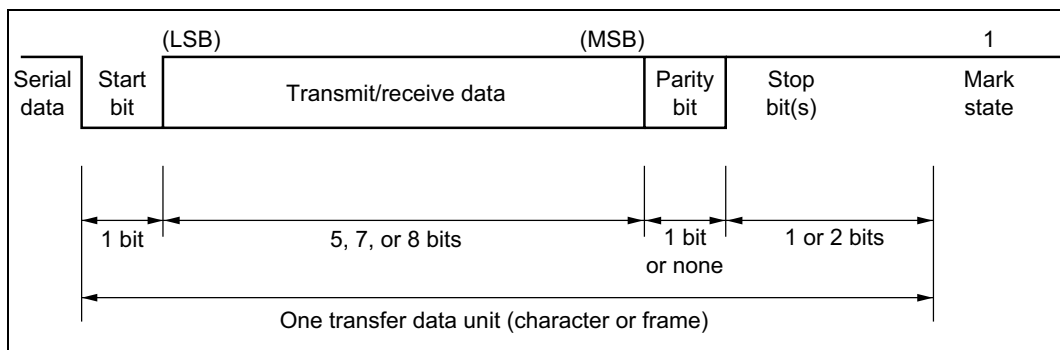 (LSB) (MSB) 1
Serial data
Start bit
Transmit/receive data
Parity bit
Stop bit(s)
Mark state
1 bit
5, 7, or 8 bits
1 bit or none
1 or 2 bits
One transfer data unit (character or frame)